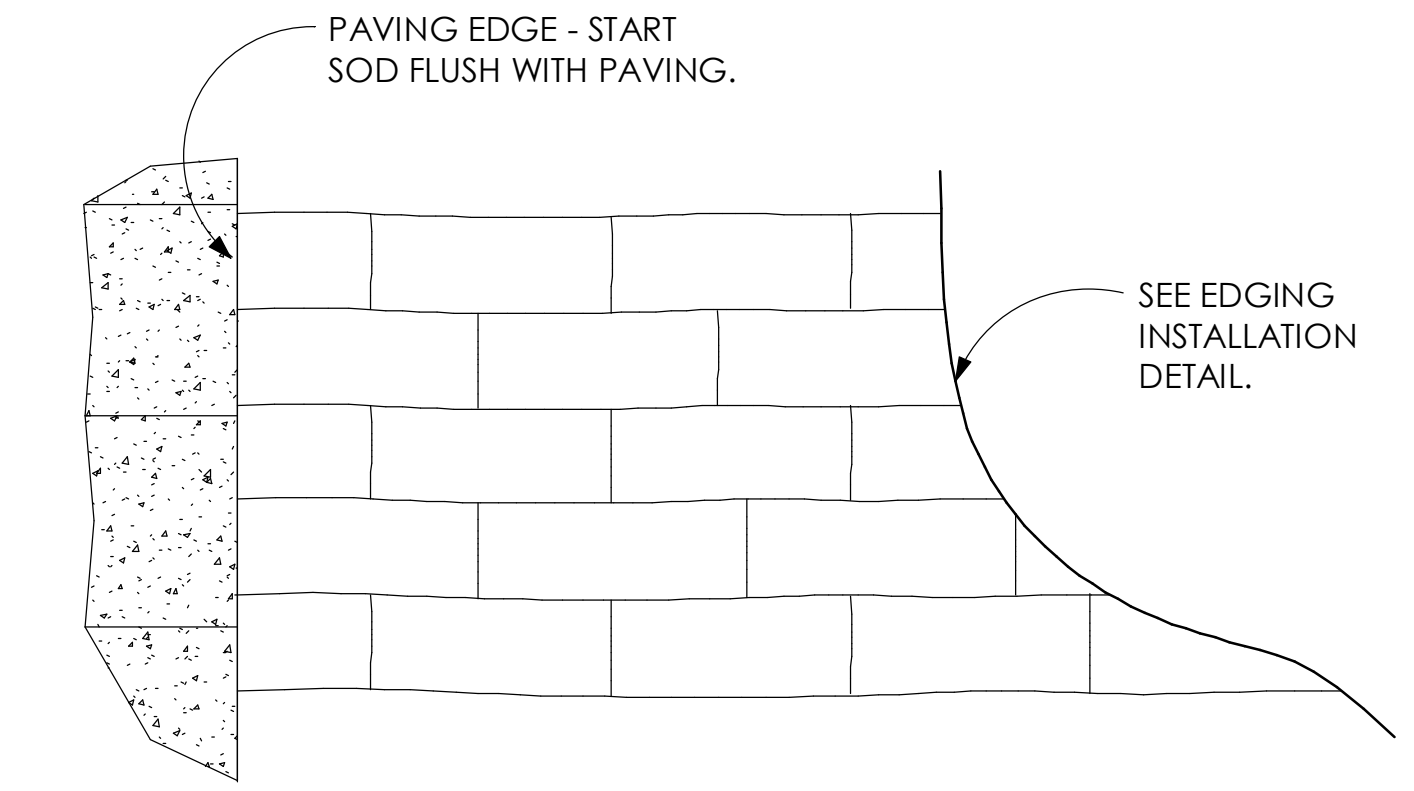 PAVING EDGE - START
SOD FLUSH WITH PAVING.
SEE EDGING
INSTALLATION
DETAIL.